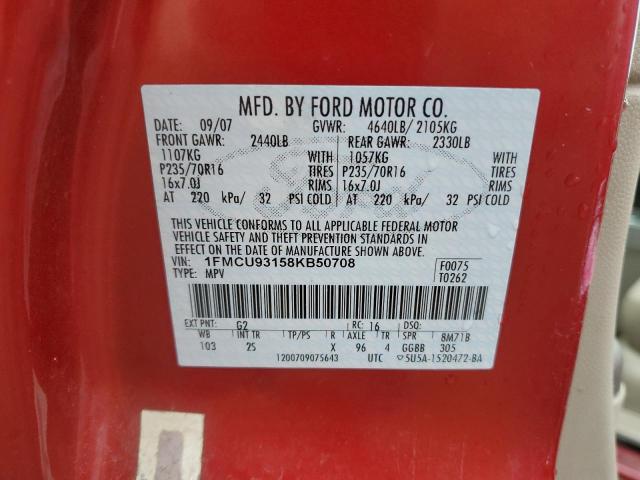 MFD. BY FORD MOTOR CO.
DATE: 09/07 GVWR: 4640LB/ 2105KG
FRONT GAWR: 2440LB REAR GAWR: 2330LB
1107KG WITH 1057KG WITH
P235/70R16 TIRES P235/70R16 TIRES
16x7.0J RIMS 16x7.0J RIMS
AT 220 kPa/ 32 PSI COLD AT 220 kPa/ 32 PSI COLD
THIS VEHICLE CONFORMS TO ALL APPLICABLE FEDERAL MOTOR
VEHICLE SAFETY AND THEFT PREVENTION STANDARDS IN
EFFECT ON THE DATE OF MANUFACTURE SHOWN ABOVE.
VIN: 1FMCU93158KB50708 F0075
TYPE: MPV T0262
EXT PNT: G2 RC: 16 DSO:
WB INT TR TP/PS R AXLE TR SPR 8M71B
103 25 X 96 4 GGBB 305
1200709075643 UTC 5U5A-1520472-BA